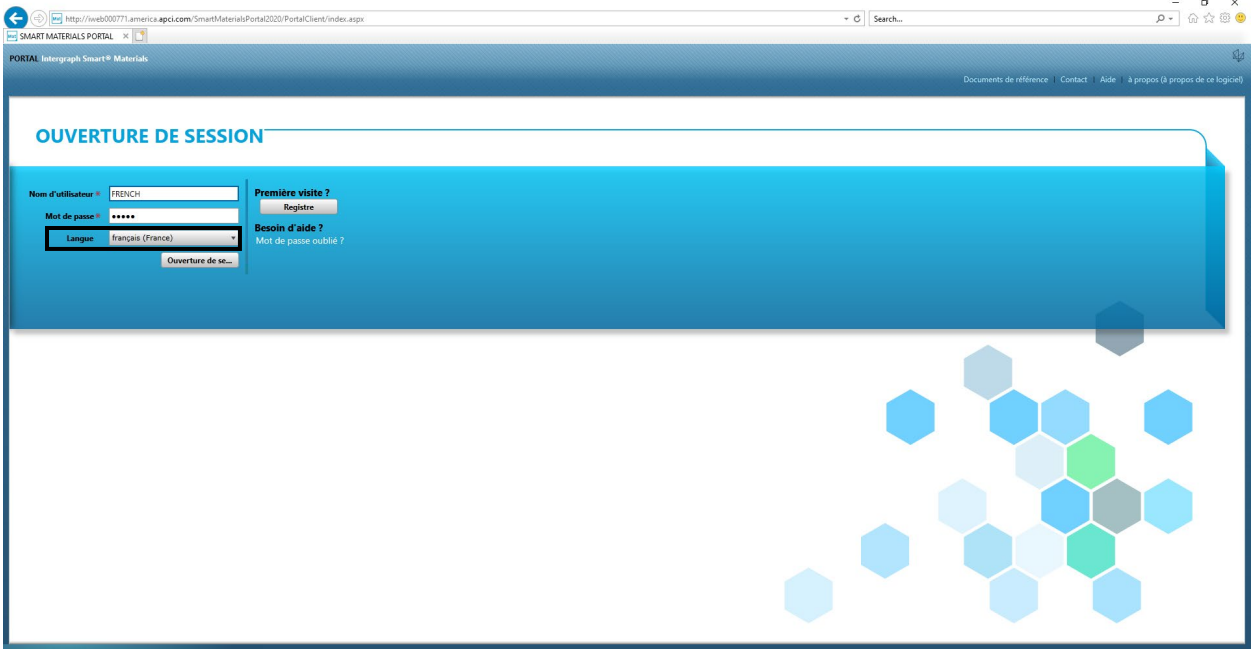 http://iweb000771.america.apci.com/SmartMaterialsPortal2020/PortalClient/index.aspx
Search...
SMART MATERIALS PORTAL
PORTAL Intergraph Smart® Materials
Documents de référence | Contact | Aide | à propos (à propos de ce logiciel)
OUVERTURE DE SESSION
Nom d'utilisateur * FRENCH
Mot de passe * •••••
Langue français (France)
Ouverture de se...
Première visite ?
Registre
Besoin d'aide ?
Mot de passe oublié ?